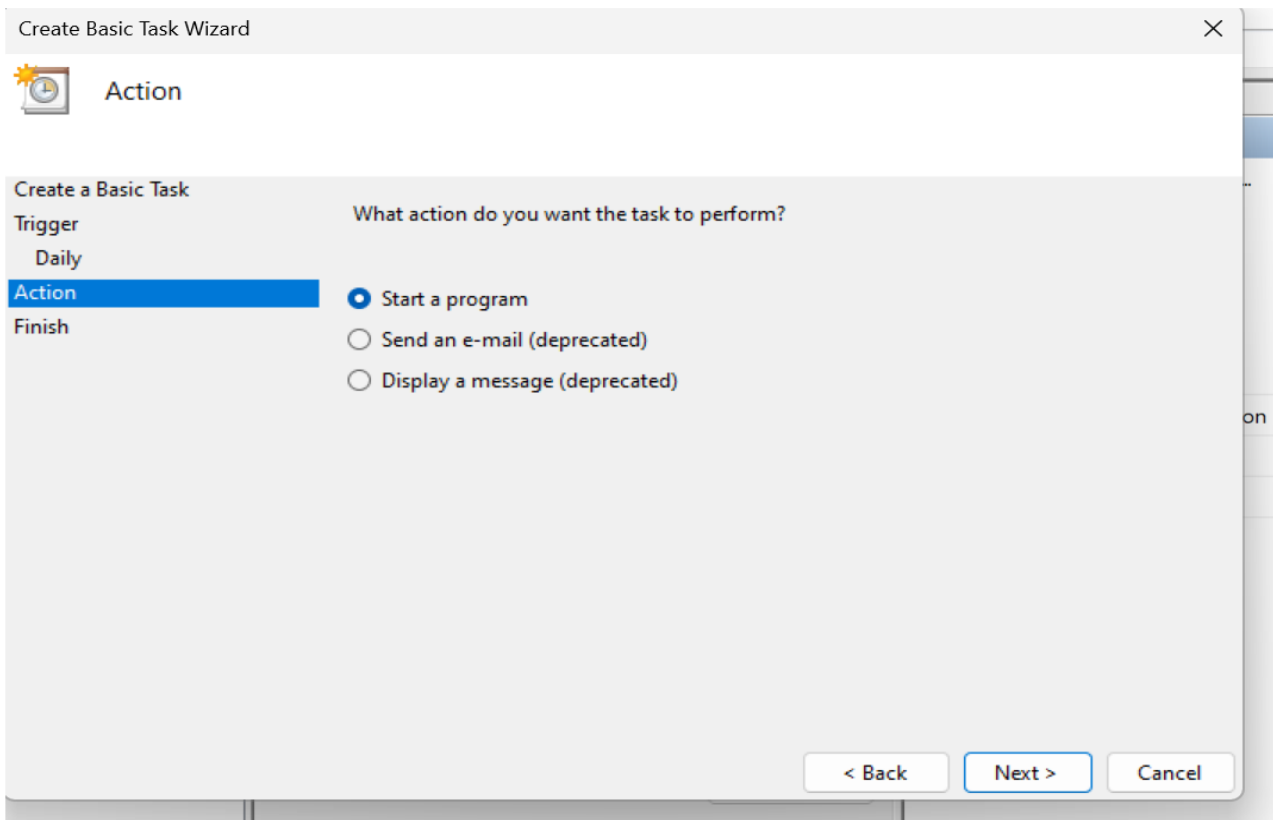 Create Basic Task Wizard
Action
Create a Basic Task
Trigger
Daily
Action
Finish
What action do you want the task to perform?
Start a program
Send an e-mail (deprecated)
Display a message (deprecated)
on
< Back
Next >
Cancel